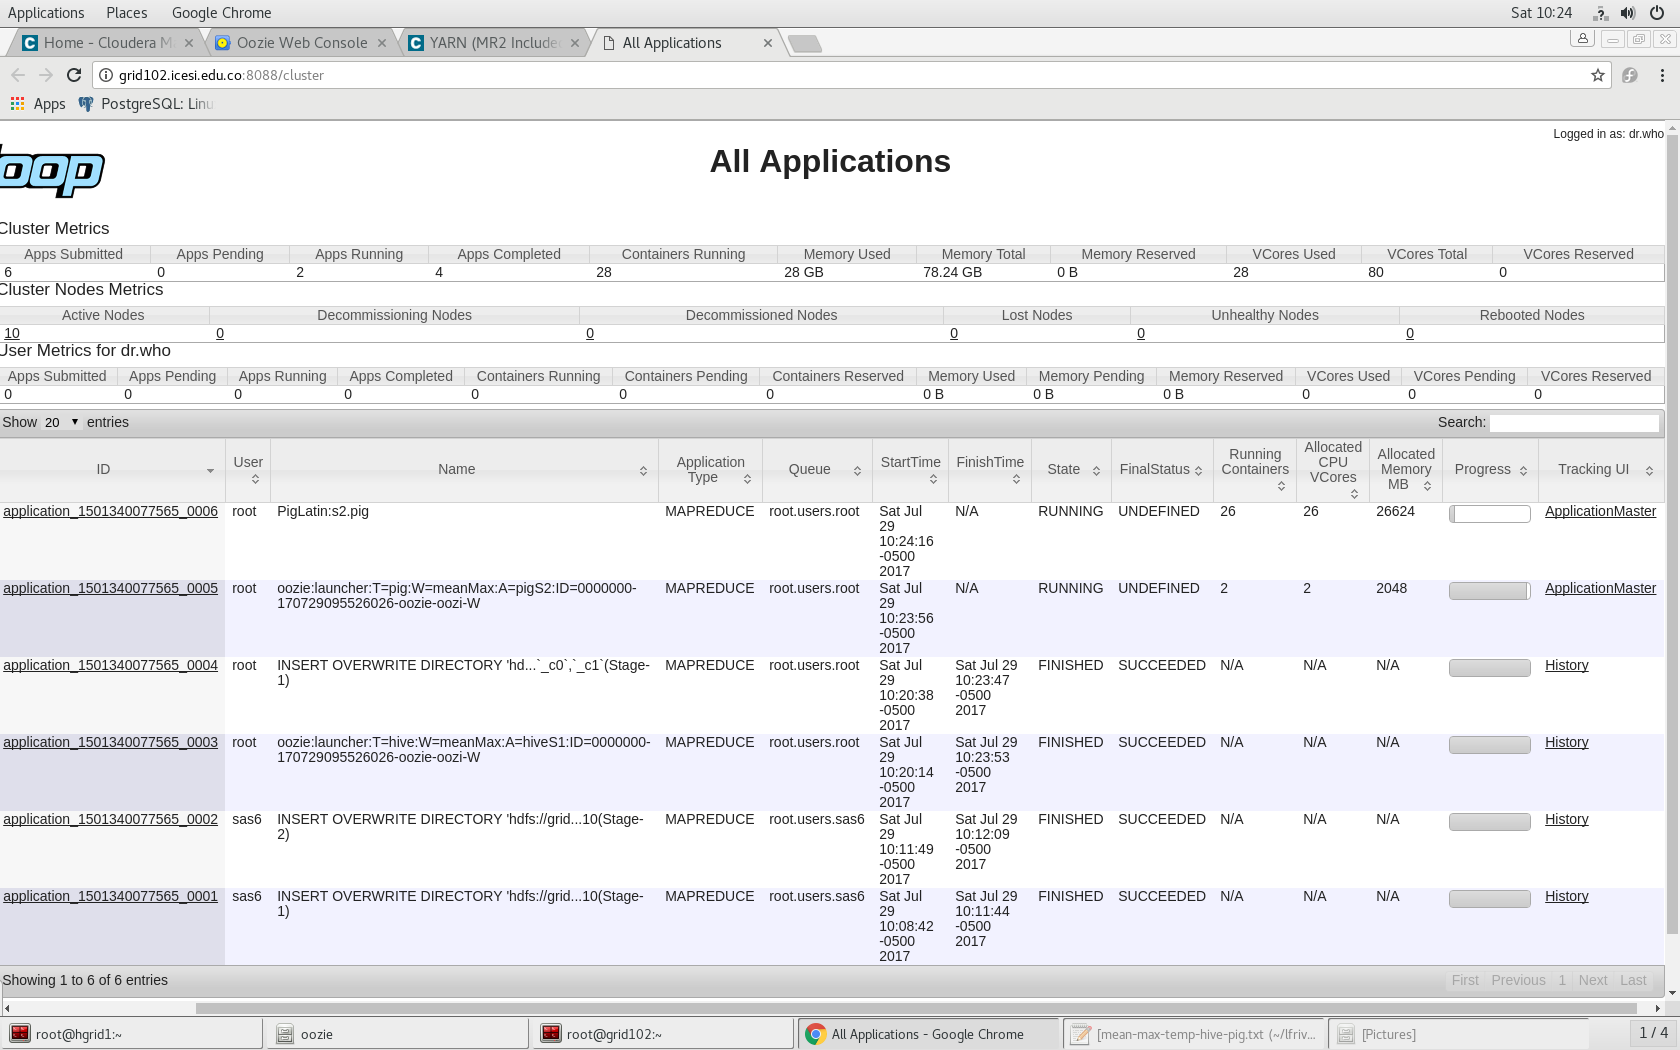 Applications Places Google Chrome Sat 10:24
Home - Cloudera M Oozie Web Console YARN (MR2 Include All Applications
grid102.icesi.edu.co:8088/cluster
Apps PostgreSQL: Linu
Logged in as: dr.who
oop All Applications
Cluster Metrics
Apps Submitted Apps Pending Apps Running Apps Completed Containers Running Memory Used Memory Total Memory Reserved VCores Used VCores Total VCores Reserved
6 0 2 4 28 28 GB 78.24 GB 0 B 28 80 0
Cluster Nodes Metrics
Active Nodes Decommissioning Nodes Decommissioned Nodes Lost Nodes Unhealthy Nodes Rebooted Nodes
10 0 0 0 0 0
User Metrics for dr.who
Apps Submitted Apps Pending Apps Running Apps Completed Containers Running Containers Pending Containers Reserved Memory Used Memory Pending Memory Reserved VCores Used VCores Pending VCores Reserved
0 0 0 0 0 0 0 0 B 0 B 0 B 0 0 0
Show 20 entries Search:
ID User Name Application Type Queue StartTime FinishTime State FinalStatus Running Containers Allocated CPU VCores Allocated Memory MB Progress Tracking UI
application_1501340077565_0006 root PigLatin:s2.pig MAPREDUCE root.users.root Sat Jul 29 10:24:16 -0500 2017 N/A RUNNING UNDEFINED 26 26 26624 ApplicationMaster
application_1501340077565_0005 root oozie:launcher:T=pig:W=meanMax:A=pigS2:ID=0000000-170729095526026-oozie-oozi-W MAPREDUCE root.users.root Sat Jul 29 10:23:56 -0500 2017 N/A RUNNING UNDEFINED 2 2 2048 ApplicationMaster
application_1501340077565_0004 root INSERT OVERWRITE DIRECTORY 'hd...`_c0`,`_c1`(Stage-1) MAPREDUCE root.users.root Sat Jul 29 10:20:38 -0500 2017 Sat Jul 29 10:23:47 -0500 2017 FINISHED SUCCEEDED N/A N/A N/A History
application_1501340077565_0003 root oozie:launcher:T=hive:W=meanMax:A=hiveS1:ID=0000000-170729095526026-oozie-oozi-W MAPREDUCE root.users.root Sat Jul 29 10:20:14 -0500 2017 Sat Jul 29 10:23:53 -0500 2017 FINISHED SUCCEEDED N/A N/A N/A History
application_1501340077565_0002 sas6 INSERT OVERWRITE DIRECTORY 'hdfs://grid...10(Stage-2) MAPREDUCE root.users.sas6 Sat Jul 29 10:11:49 -0500 2017 Sat Jul 29 10:12:09 -0500 2017 FINISHED SUCCEEDED N/A N/A N/A History
application_1501340077565_0001 sas6 INSERT OVERWRITE DIRECTORY 'hdfs://grid...10(Stage-1) MAPREDUCE root.users.sas6 Sat Jul 29 10:08:42 -0500 2017 Sat Jul 29 10:11:44 -0500 2017 FINISHED SUCCEEDED N/A N/A N/A History
Showing 1 to 6 of 6 entries First Previous 1 Next Last
root@hgrid1:~ oozie root@grid102:~ All Applications - Google Chrome [mean-max-temp-hive-pig.txt (~/lfriv... [Pictures] 1 / 4